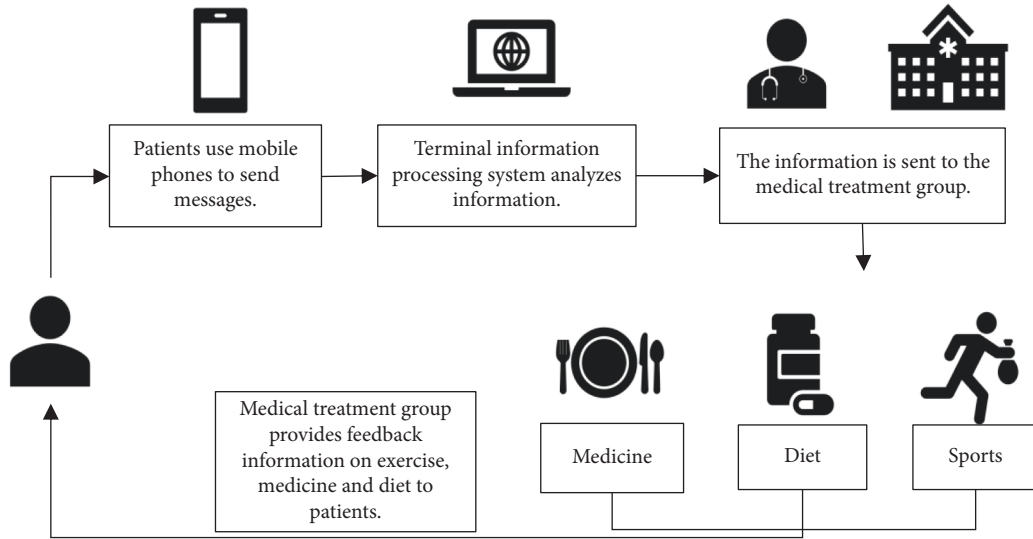 Patients use mobile
phones to send
messages.
Terminal information
processing system analyzes
information.
The information is sent to the
medical treatment group.
Medical treatment group
provides feedback
information on exercise,
medicine and diet to
patients.
Medicine
Diet
Sports